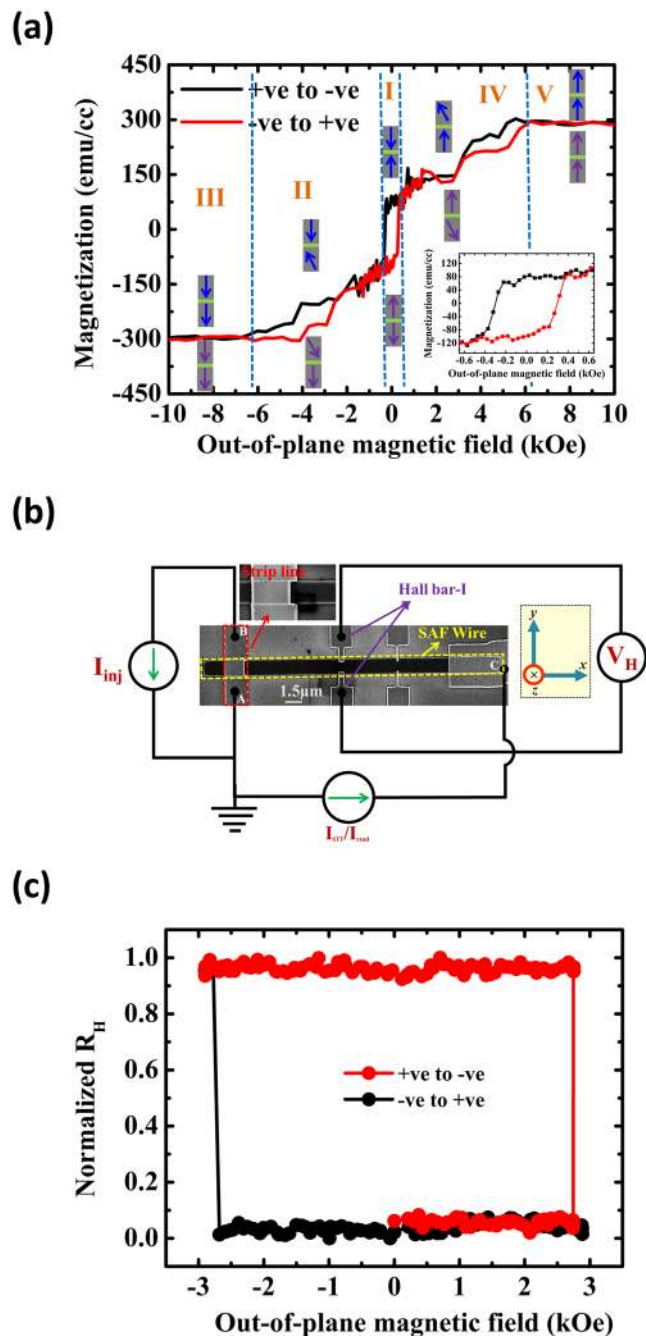 (a)
Magnetization (emu/cc)
450
300
150
0
-150
-300
-450
+ve to -ve
-ve to +ve
I
II
III
IV
V
-10 -8 -6 -4 -2 0 2 4 6 8 10
Out-of-plane magnetic field (kOe)
Magnetization (emu/cc)
80
40
0
-40
-80
-120
-0.6 -0.4 -0.2 0.0 0.2 0.4 0.6
Out-of-plane magnetic field (kOe)
(b)
Strip line
Hall bar-I
SAF Wire
B
A
C
1.5μm
I_inj
V_H
y
x
z
I_STT/I_read
(c)
Normalized R_H
1.0
0.8
0.6
0.4
0.2
0.0
+ve to -ve
-ve to +ve
-3 -2 -1 0 1 2 3
Out-of-plane magnetic field (kOe)